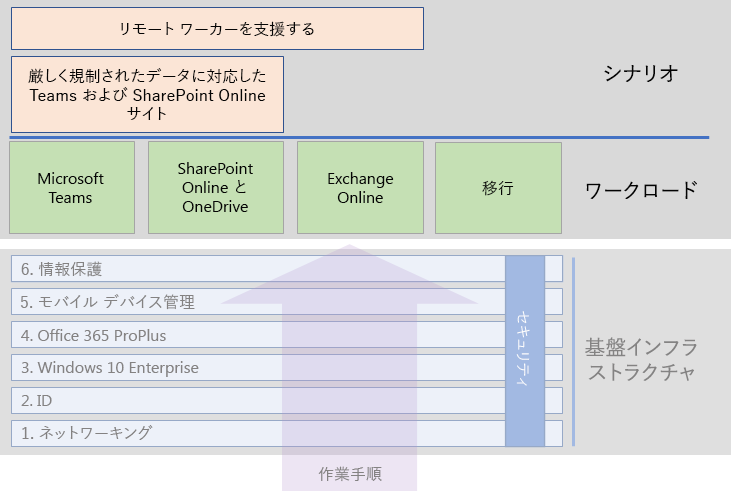 リモート ワーカーを支援する
厳しく規制されたデータに対応した
Teams および SharePoint Online
サイト
シナリオ
Microsoft
Teams
SharePoint
Online と
OneDrive
Exchange
Online
移行
ワークロード
6. 情報保護
5. モバイル デバイス管理
4. Office 365 ProPlus
3. Windows 10 Enterprise
2. ID
1. ネットワーキング
セキュリティ
基盤インフラ
ストラクチャ
作業手順